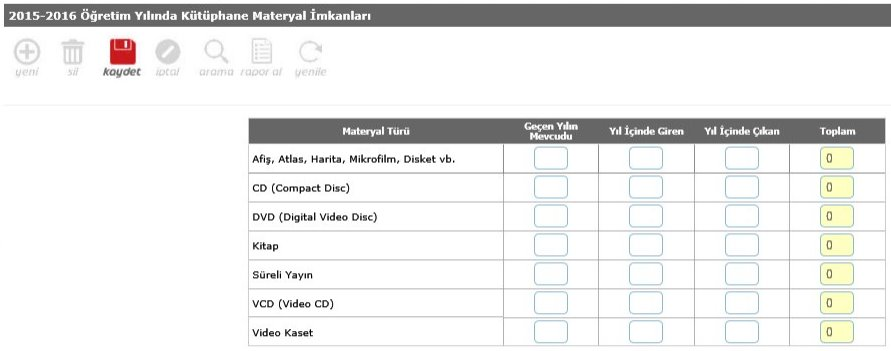 2015-2016 Öğretim Yılında Kütüphane Materyal İmkanları
yeni sil kaydet iptal arama rapor al yenile
Materyal Türü Geçen Yılın Mevcudu Yıl İçinde Giren Yıl İçinde Çıkan Toplam
Afiş, Atlas, Harita, Mikrofilm, Disket vb. 0
CD (Compact Disc) 0
DVD (Digital Video Disc) 0
Kitap 0
Süreli Yayın 0
VCD (Video CD) 0
Video Kaset 0